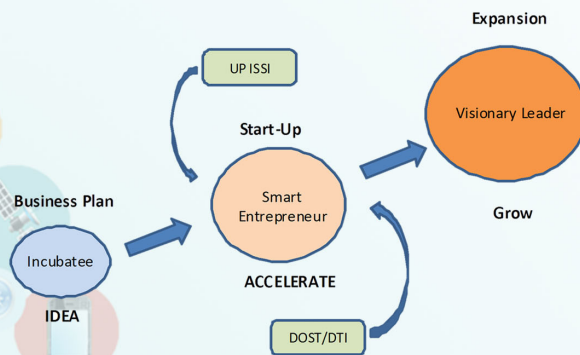 Expansion
UP ISSI
Visionary Leader
Start-Up
Smart
Entrepreneur
Business Plan
Grow
Incubatee
ACCELERATE
IDEA
DOST/DTI